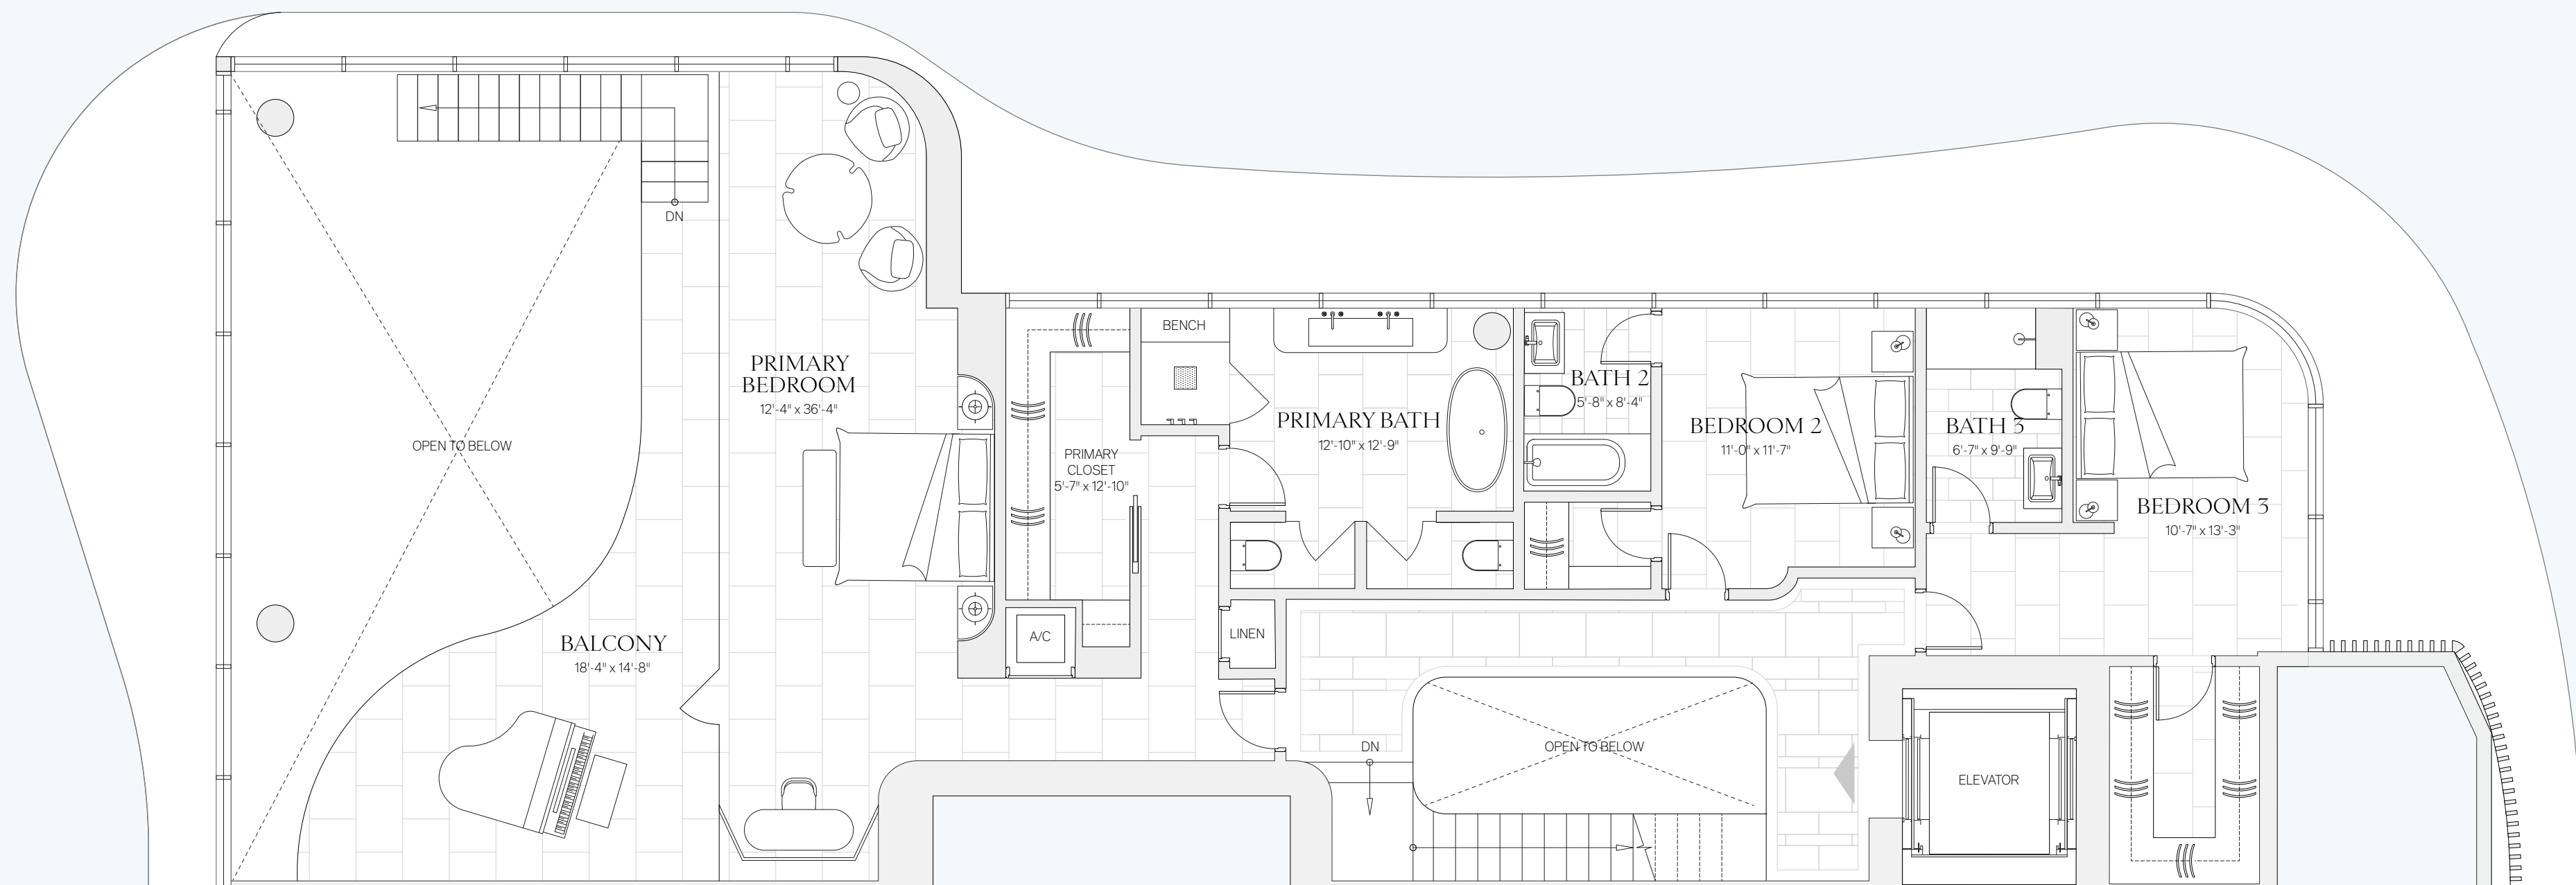 DN
BENCH
PRIMARY
BEDROOM
12'-4" x 36'-4"
OPEN TO BELOW
PRIMARY
CLOSET
5'-7" x 12'-10"
PRIMARY BATH
12'-10" x 12'-9"
BATH 2
5'-8" x 8'-4"
BEDROOM 2
11'-0" x 11'-7"
BATH 3
6'-7" x 9'-9"
BEDROOM 3
10'-7" x 13'-3"
BALCONY
18'-4" x 14'-8"
A/C
LINEN
DN
OPEN TO BELOW
ELEVATOR